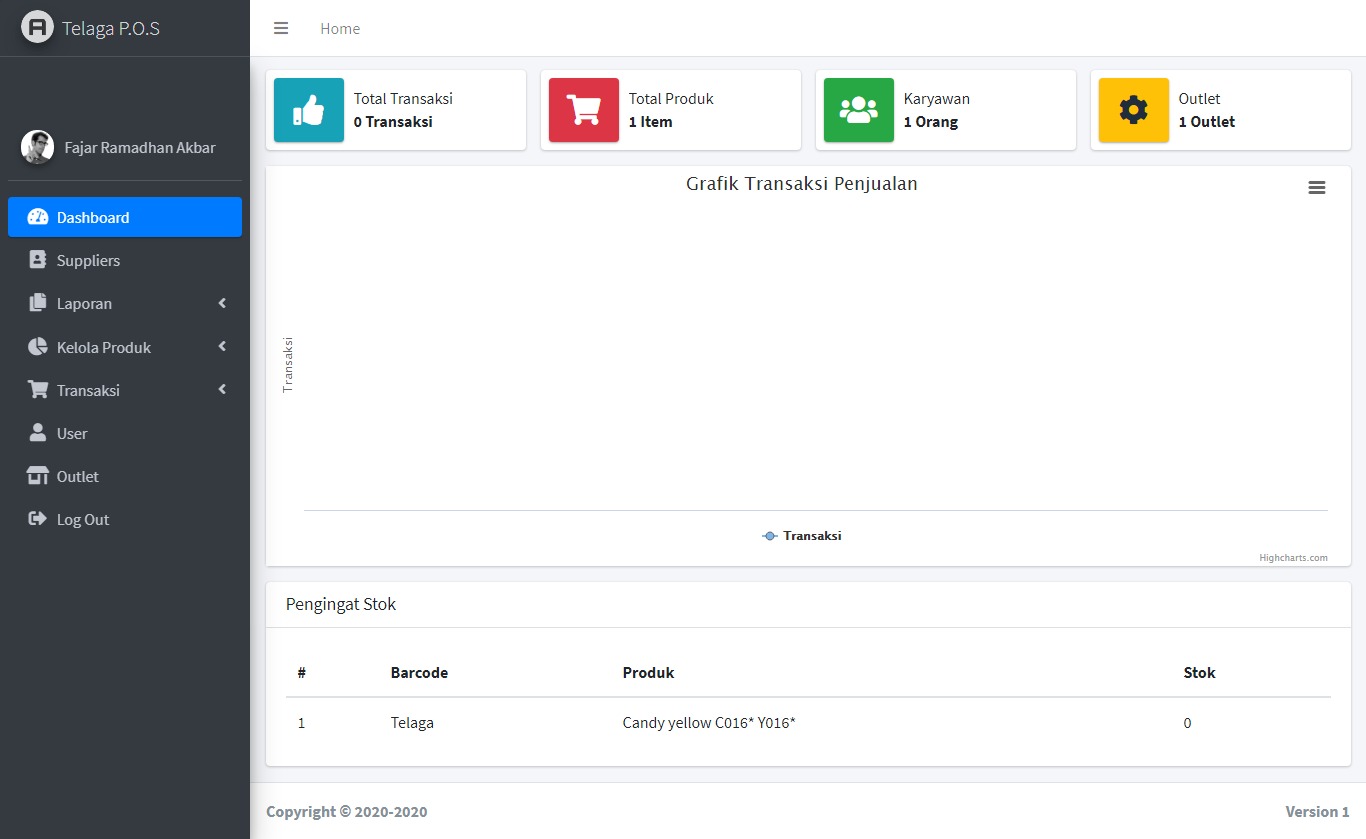 Telaga P.O.S
Home
Fajar Ramadhan Akbar
Dashboard
Suppliers
Laporan
Kelola Produk
Transaksi
User
Outlet
Log Out
Total Transaksi
0 Transaksi
Total Produk
1 Item
Karyawan
1 Orang
Outlet
1 Outlet
Grafik Transaksi Penjualan
Transaksi
Transaksi
Highcharts.com
Pengingat Stok
# Barcode Produk Stok
1 Telaga Candy yellow C016* Y016* 0
Copyright © 2020-2020
Version 1